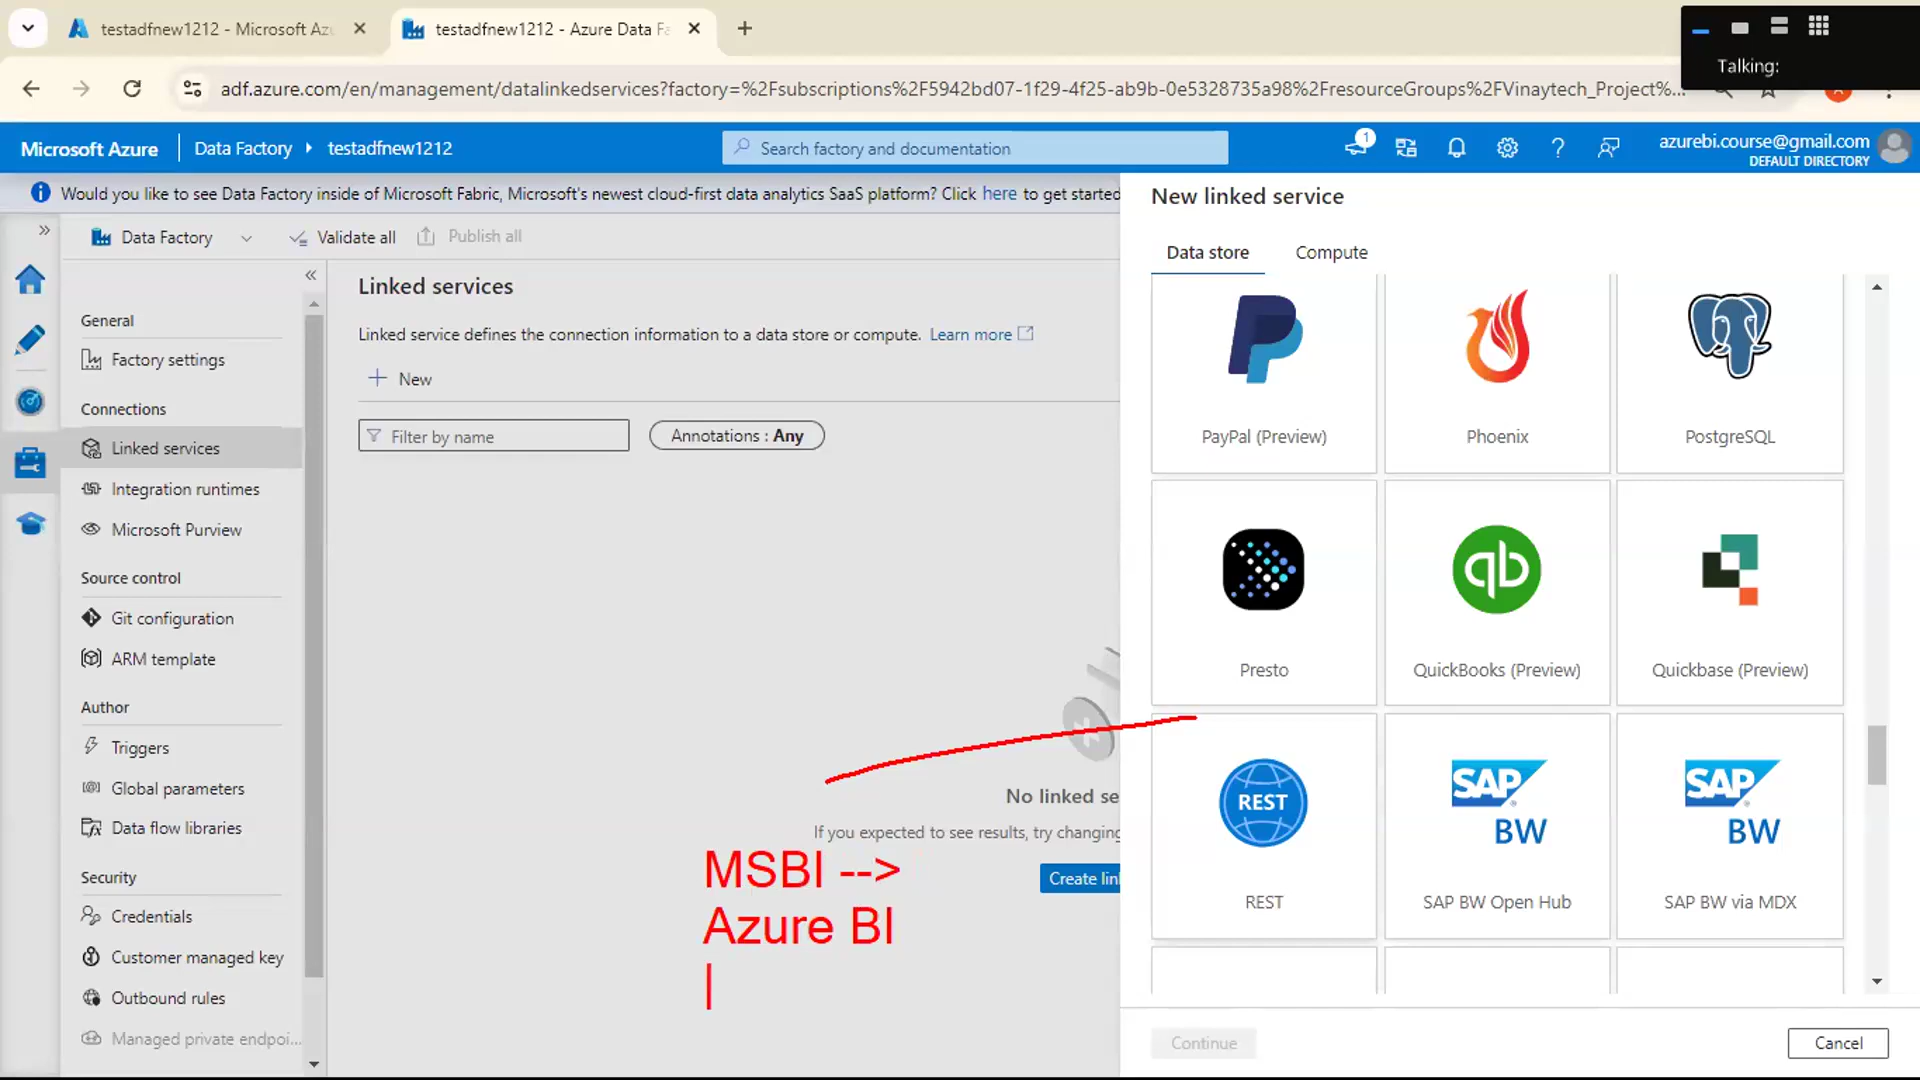 testadfnew1212 - Microsoft Azu
testadfnew1212 - Azure Data Fa
Talking:
adf.azure.com/en/management/datalinkedservices?factory=%2Fsubscriptions%2F5942bd07-1f29-4f25-ab9b-0e5328735a98%2FresourceGroups%2FVinaytech_Project%...
Microsoft Azure
Data Factory
testadfnew1212
Search factory and documentation
1
azurebi.course@gmail.com
DEFAULT DIRECTORY
Would you like to see Data Factory inside of Microsoft Fabric, Microsoft's newest cloud-first data analytics SaaS platform? Click here to get started
Data Factory
Validate all
Publish all
General
Factory settings
Connections
Linked services
Integration runtimes
Microsoft Purview
Source control
Git configuration
ARM template
Author
Triggers
Global parameters
Data flow libraries
Security
Credentials
Customer managed key
Outbound rules
Managed private endpoi...
Linked services
Linked service defines the connection information to a data store or compute. Learn more
New
Filter by name
Annotations : Any
No linked se
If you expected to see results, try changing
Create lin
MSBI -->
Azure BI
New linked service
Data store
Compute
PayPal (Preview)
Phoenix
PostgreSQL
qb
Presto
QuickBooks (Preview)
Quickbase (Preview)
REST
SAP BW
SAP BW
REST
SAP BW Open Hub
SAP BW via MDX
Continue
Cancel